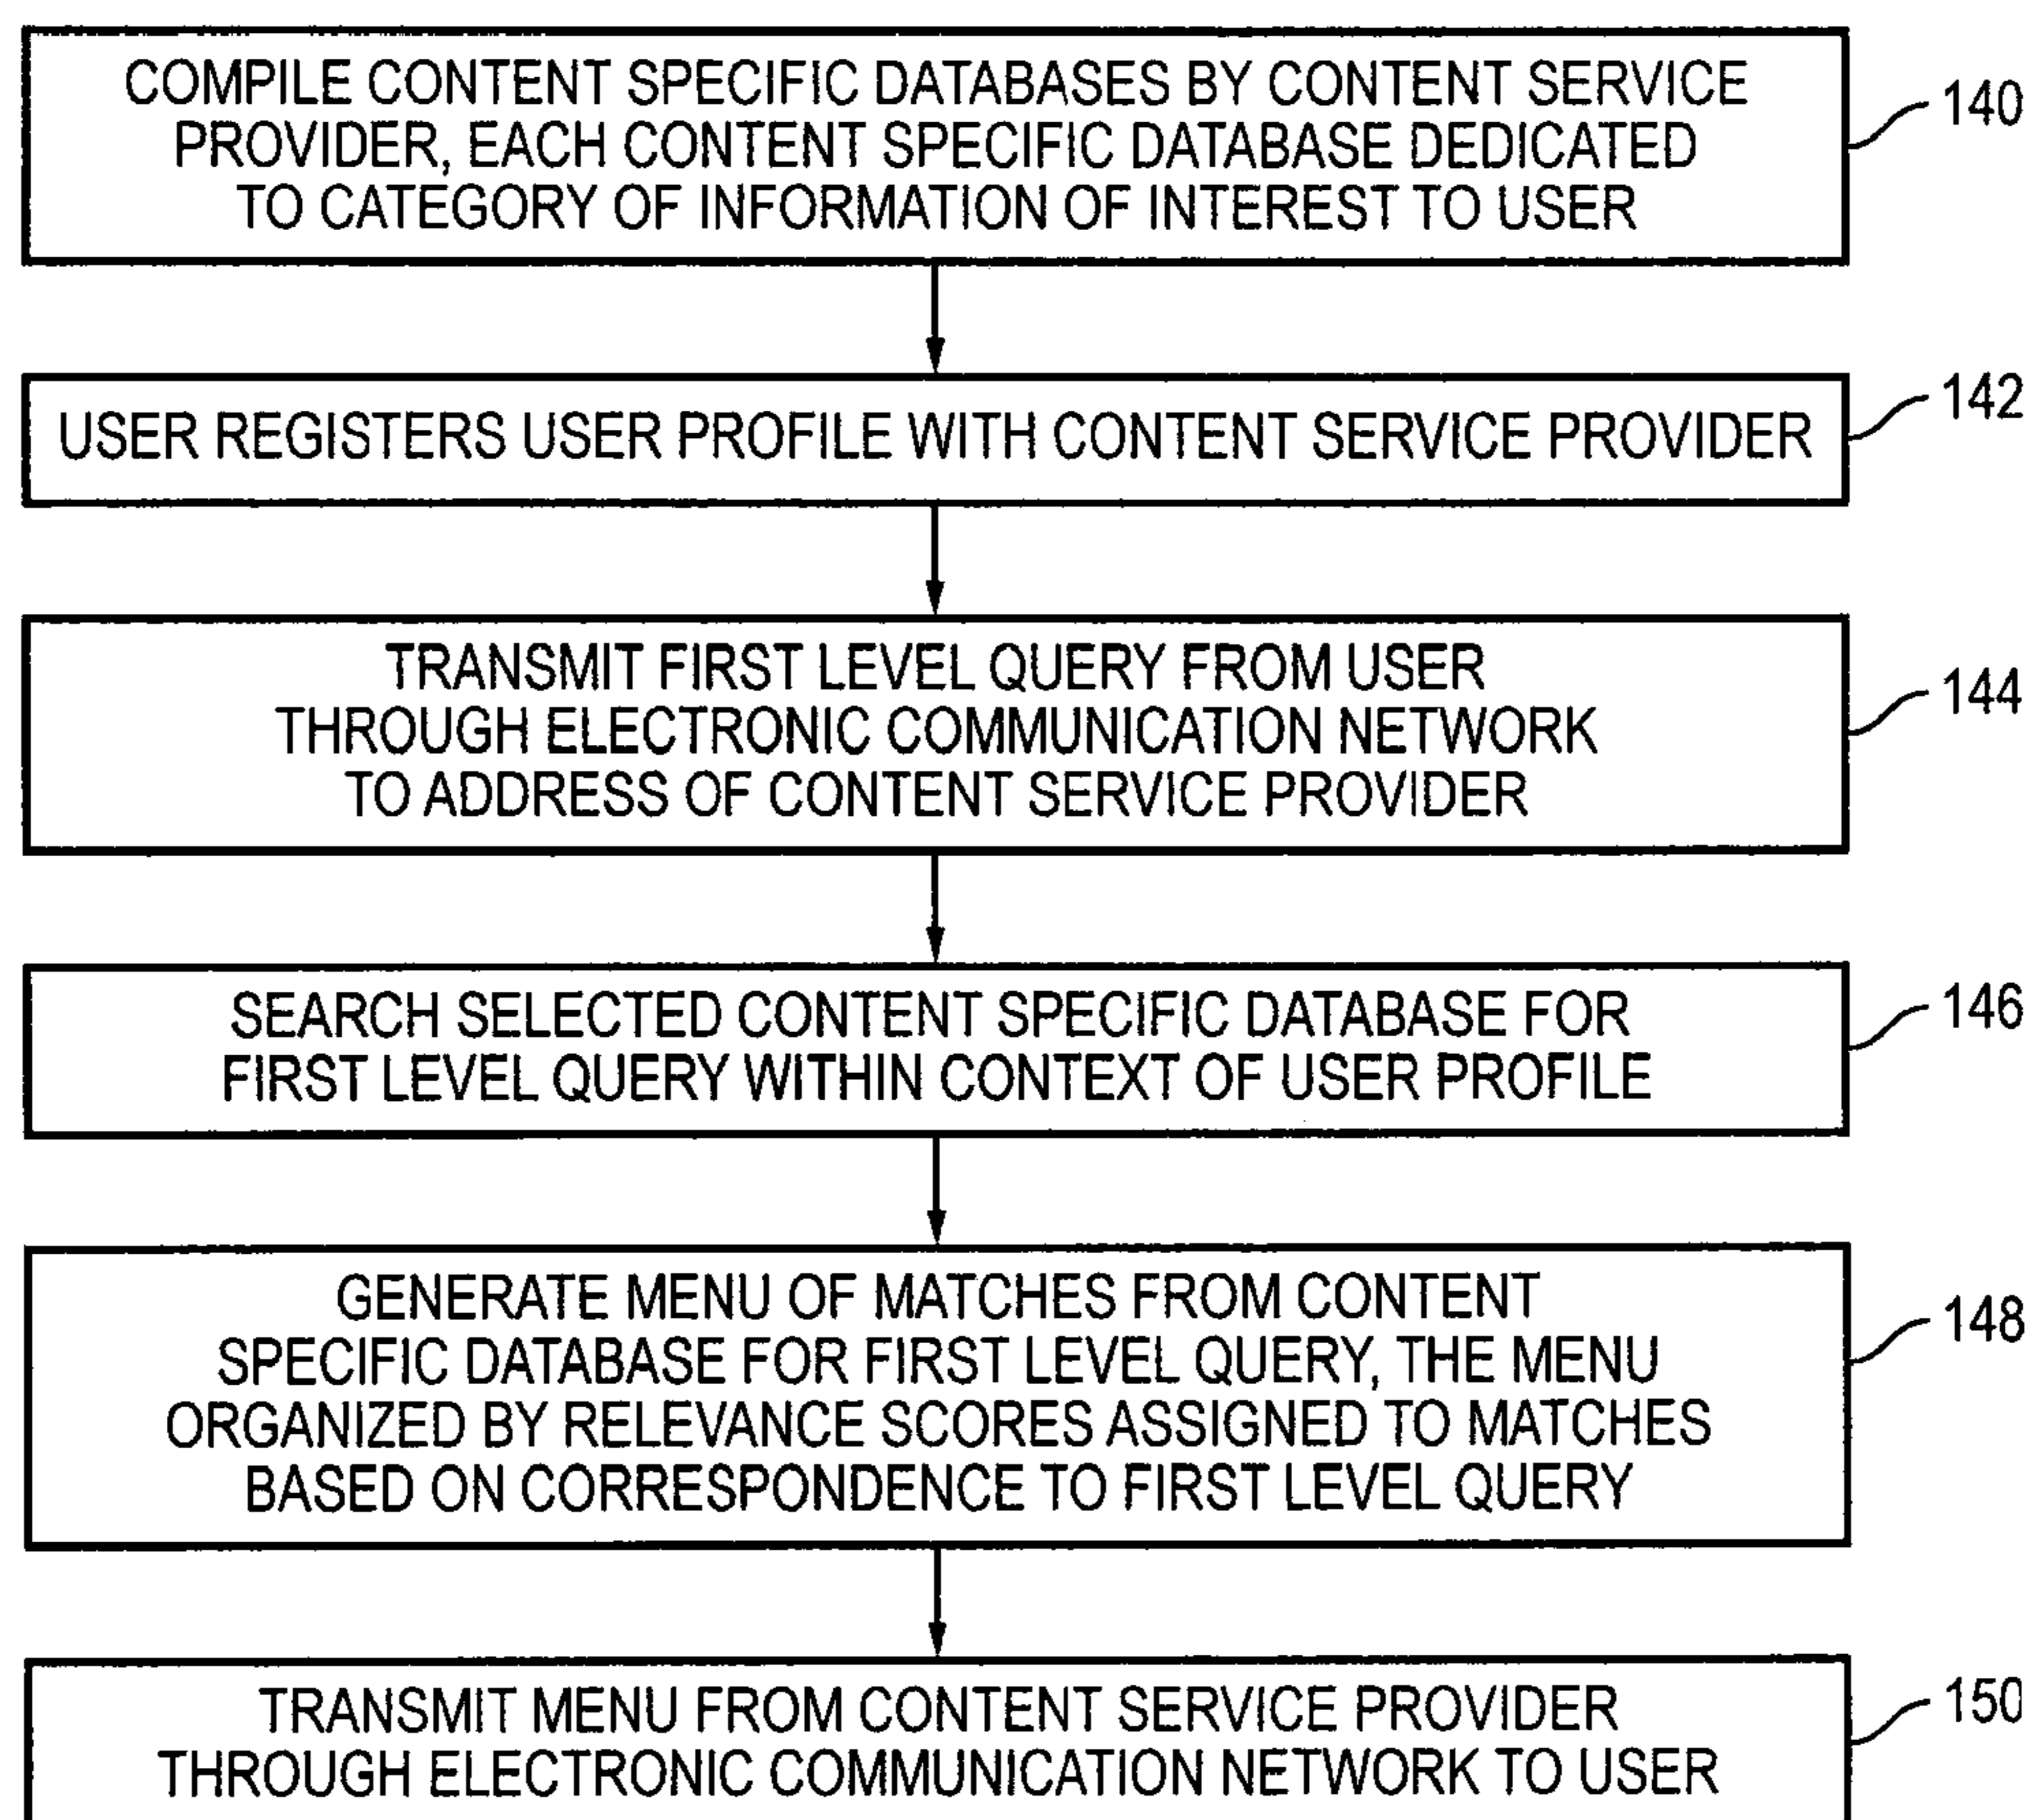 COMPILE CONTENT SPECIFIC DATABASES BY CONTENT SERVICE
PROVIDER, EACH CONTENT SPECIFIC DATABASE DEDICATED
TO CATEGORY OF INFORMATION OF INTEREST TO USER
140
USER REGISTERS USER PROFILE WITH CONTENT SERVICE PROVIDER
142
TRANSMIT FIRST LEVEL QUERY FROM USER
THROUGH ELECTRONIC COMMUNICATION NETWORK
TO ADDRESS OF CONTENT SERVICE PROVIDER
144
SEARCH SELECTED CONTENT SPECIFIC DATABASE FOR
FIRST LEVEL QUERY WITHIN CONTEXT OF USER PROFILE
146
GENERATE MENU OF MATCHES FROM CONTENT
SPECIFIC DATABASE FOR FIRST LEVEL QUERY, THE MENU
ORGANIZED BY RELEVANCE SCORES ASSIGNED TO MATCHES
BASED ON CORRESPONDENCE TO FIRST LEVEL QUERY
148
TRANSMIT MENU FROM CONTENT SERVICE PROVIDER
THROUGH ELECTRONIC COMMUNICATION NETWORK TO USER
150